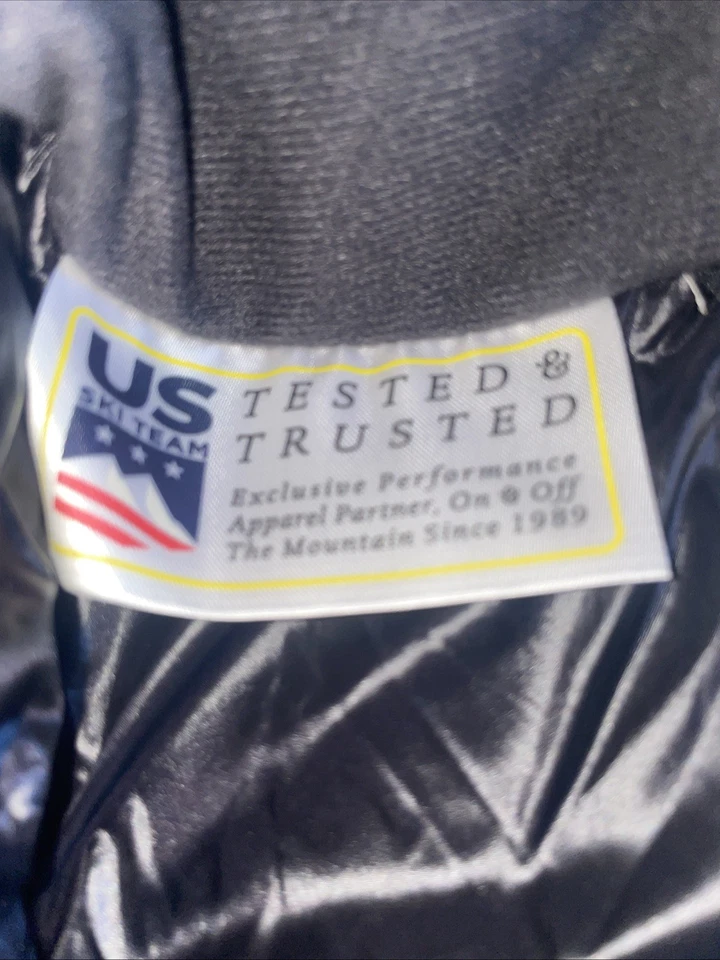 US
SKI TEAM
TESTED &
TRUSTED
Exclusive Performance
Apparel Partner, On & Off
The Mountain Since 1989